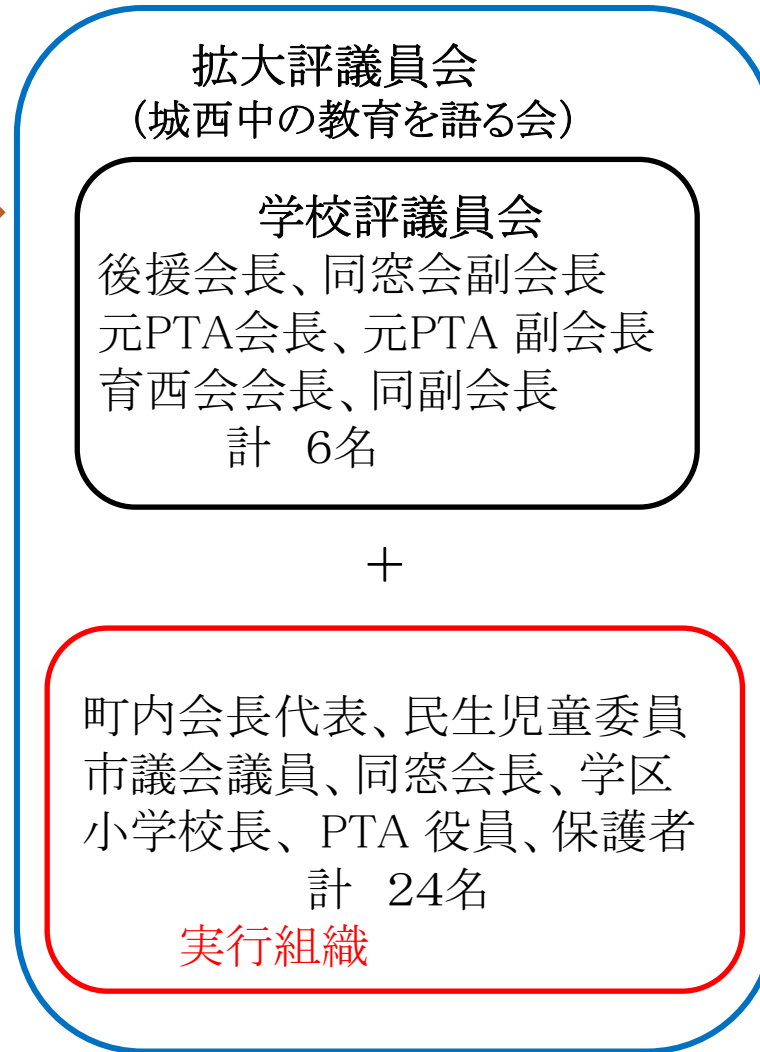 拡大評議員会
（城西中の教育を語る会）
学校評議員会
後援会長、同窓会副会長
元PTA会長、元PTA 副会長
育西会会長、同副会長
計　6名
＋
町内会長代表、民生児童委員
市議会議員、同窓会長、学区
小学校長、PTA 役員、保護者
計　24名
実行組織